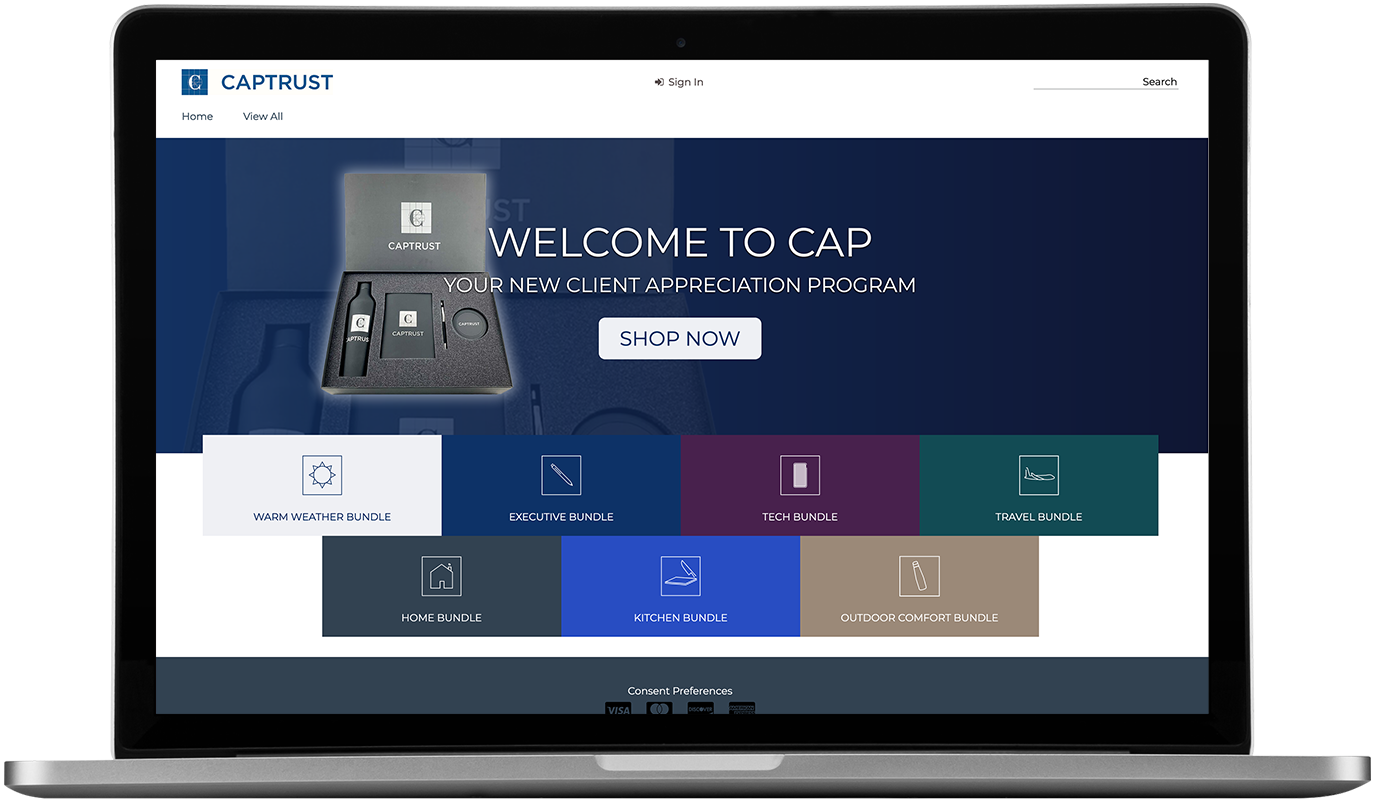 C CAPTRUST
Sign In
Search
Home
View All
C
CAPTRUST
UST
WELCOME TO CAP
YOUR NEW CLIENT APPRECIATION PROGRAM
C
CAPTRUST
CAPTRUST
SHOP NOW
WARM WEATHER BUNDLE
EXECUTIVE BUNDLE
TECH BUNDLE
TRAVEL BUNDLE
HOME BUNDLE
KITCHEN BUNDLE
OUTDOOR COMFORT BUNDLE
Consent Preferences
VISA
DISCOVER